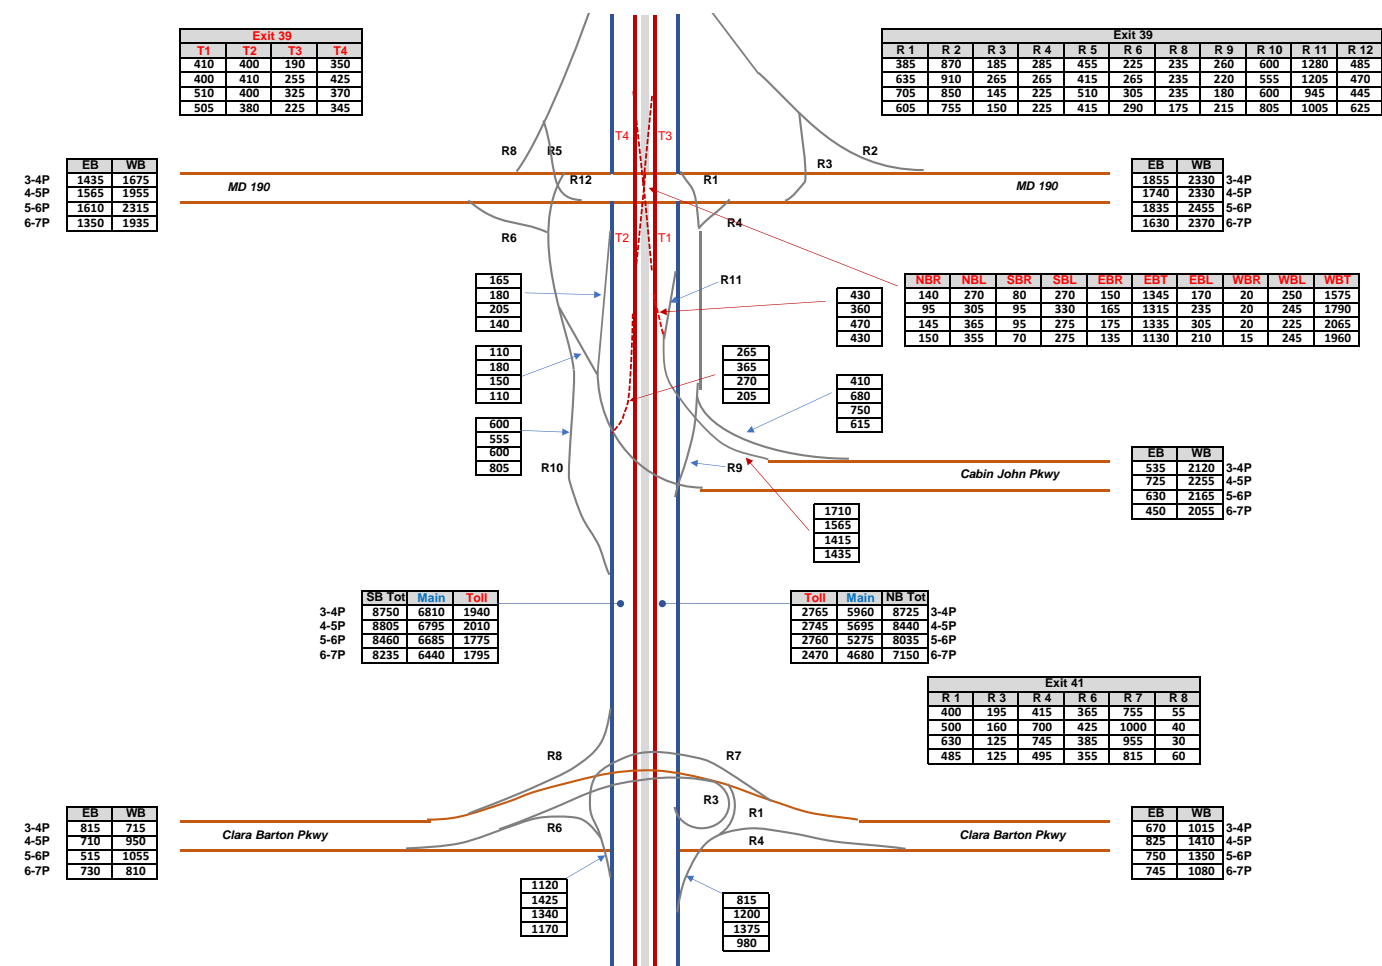 Exit 39
T1 T2 T3 T4
410 400 190 350
400 410 255 425
510 400 325 370
505 380 225 345
Exit 39
R 1 R 2 R 3 R 4 R 5 R 6 R 8 R 9 R 10 R 11 R 12
385 870 185 285 455 225 235 260 600 1280 485
635 910 265 265 415 265 235 220 555 1205 470
705 850 145 225 510 305 235 180 600 945 445
605 755 150 225 415 290 175 215 805 1005 625
T4 T3
R8 R5 R2
R3
EB WB
3-4P 1435 1675
4-5P 1565 1955
5-6P 1610 2315
6-7P 1350 1935
MD 190
R12 R1
MD 190
EB WB
1855 2330 3-4P
1740 2330 4-5P
1835 2455 5-6P
1630 2370 6-7P
R6 T2 T1 R4
R11
165
180
205
140
430
360
470
430
NBR NBL SBR SBL EBR EBT EBL WBR WBL WBT
140 270 80 270 150 1345 170 20 250 1575
95 305 95 330 165 1315 235 20 245 1790
145 365 95 275 175 1335 305 20 225 2065
150 355 70 275 135 1130 210 15 245 1960
110
180
150
110
265
365
270
205
410
680
750
615
600
555
600
805
R10 R9
Cabin John Pkwy
EB WB
535 2120 3-4P
725 2255 4-5P
630 2165 5-6P
450 2055 6-7P
1710
1565
1415
1435
SB Tot Main Toll
3-4P 8750 6810 1940
4-5P 8805 6795 2010
5-6P 8460 6685 1775
6-7P 8235 6440 1795
Toll Main NB Tot
2765 5960 8725 3-4P
2745 5695 8440 4-5P
2760 5275 8035 5-6P
2470 4680 7150 6-7P
Exit 41
R 1 R 3 R 4 R 6 R 7 R 8
400 195 415 365 755 55
500 160 700 425 1000 40
630 125 745 385 955 30
485 125 495 355 815 60
R8 R7
R3
R1
R6
R4
EB WB
3-4P 815 715
4-5P 710 950
5-6P 515 1055
6-7P 730 810
Clara Barton Pkwy
Clara Barton Pkwy
EB WB
670 1015 3-4P
825 1410 4-5P
750 1350 5-6P
745 1080 6-7P
1120
1425
1340
1170
815
1200
1375
980